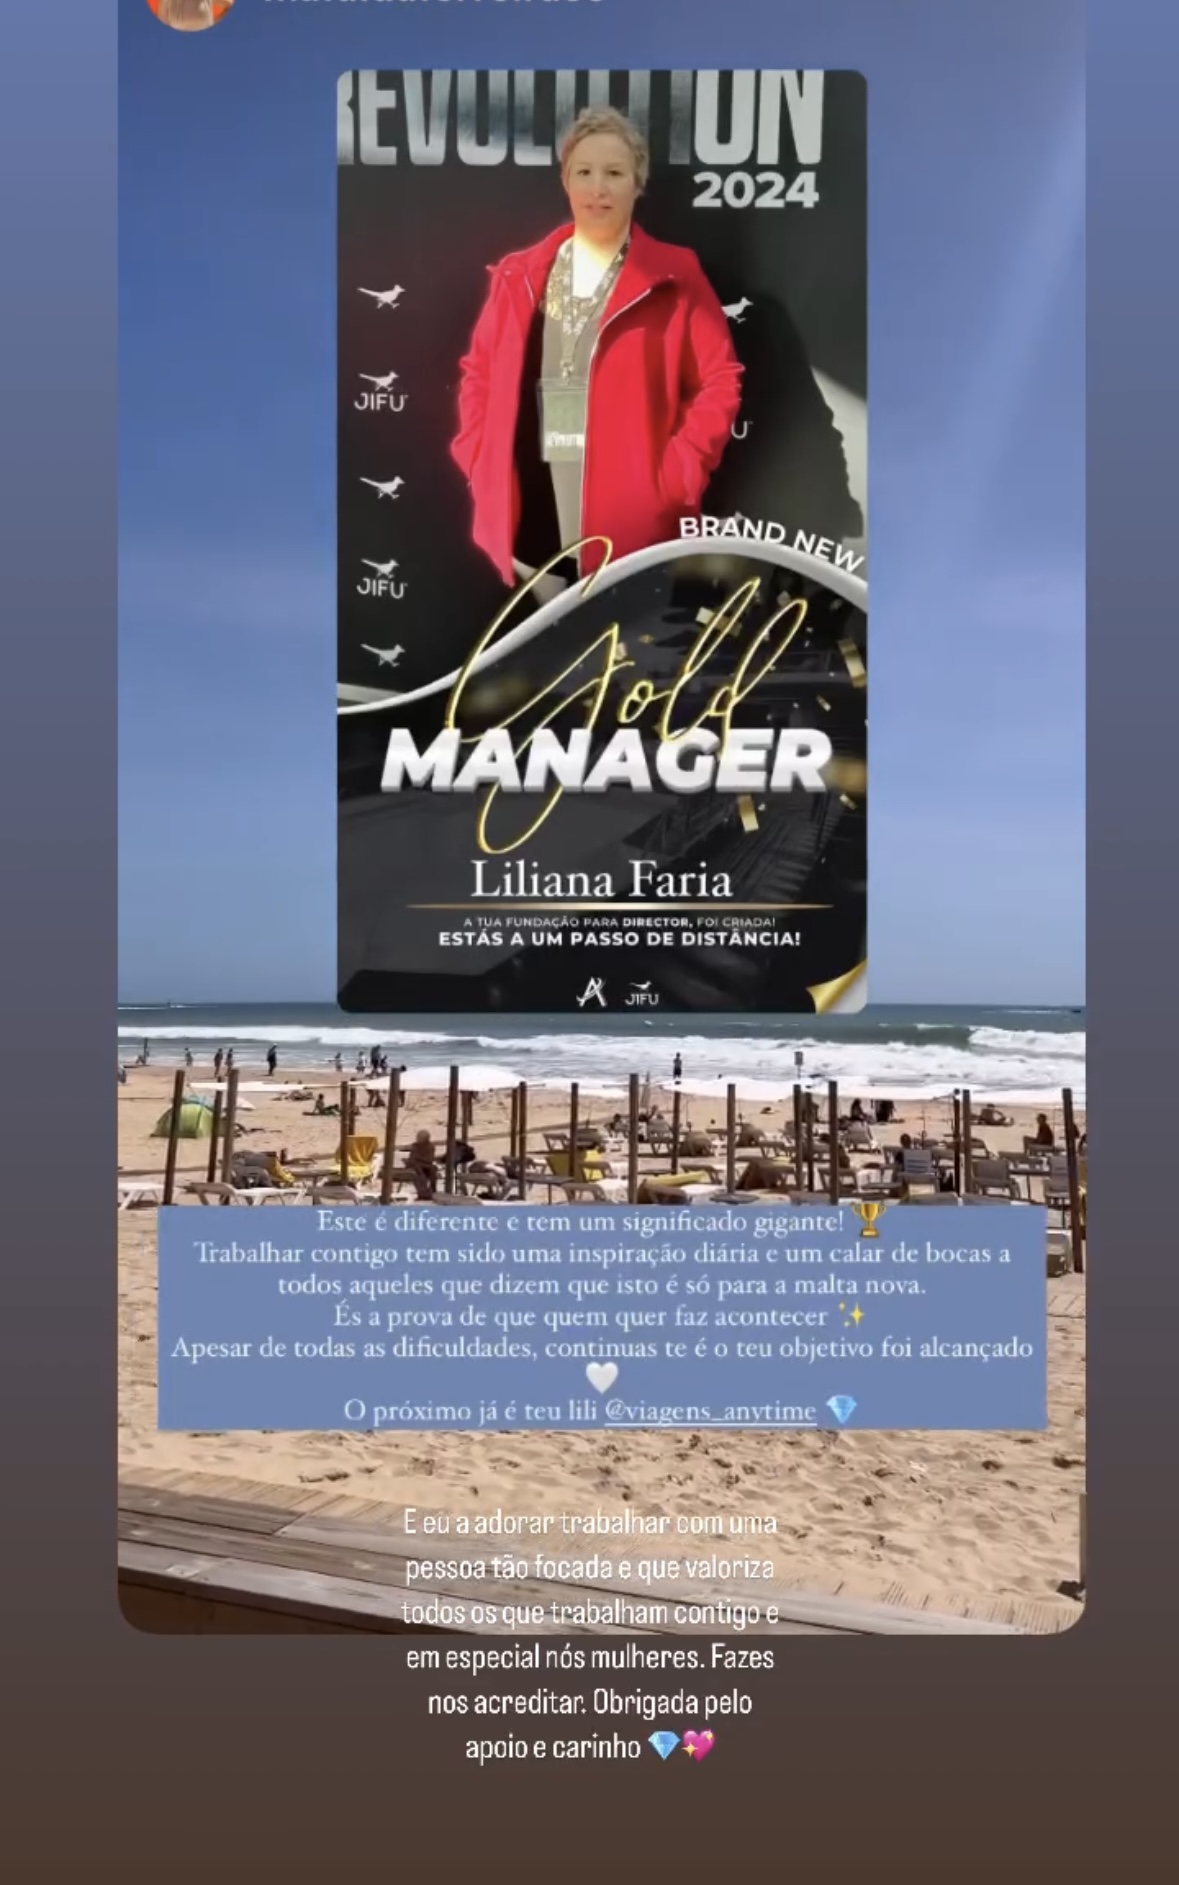 REVOLUTION
2024
JIFU
JIFU
BRAND NEW
Gold
MANAGER
Liliana Faria
A TUA FUNDAÇÃO PARA DIRECTOR, FOI CRIADA!
ESTÁS A UM PASSO DE DISTÂNCIA!
JIFU
Este é diferente e tem um significado gigante! 🏆
Trabalhar contigo tem sido uma inspiração diária e um calar de bocas a
todos aqueles que dizem que isto é só para a malta nova.
És a prova de que quem quer faz acontecer ✨
Apesar de todas as dificuldades, continuas te é o teu objetivo foi alcançado
🤍
O próximo já é teu lili @viagens_anytime 💎
E eu a adorar trabalhar com uma
pessoa tão focada e que valoriza
todos os que trabalham contigo e
em especial nós mulheres. Fazes
nos acreditar. Obrigada pelo
apoio e carinho 💎💖